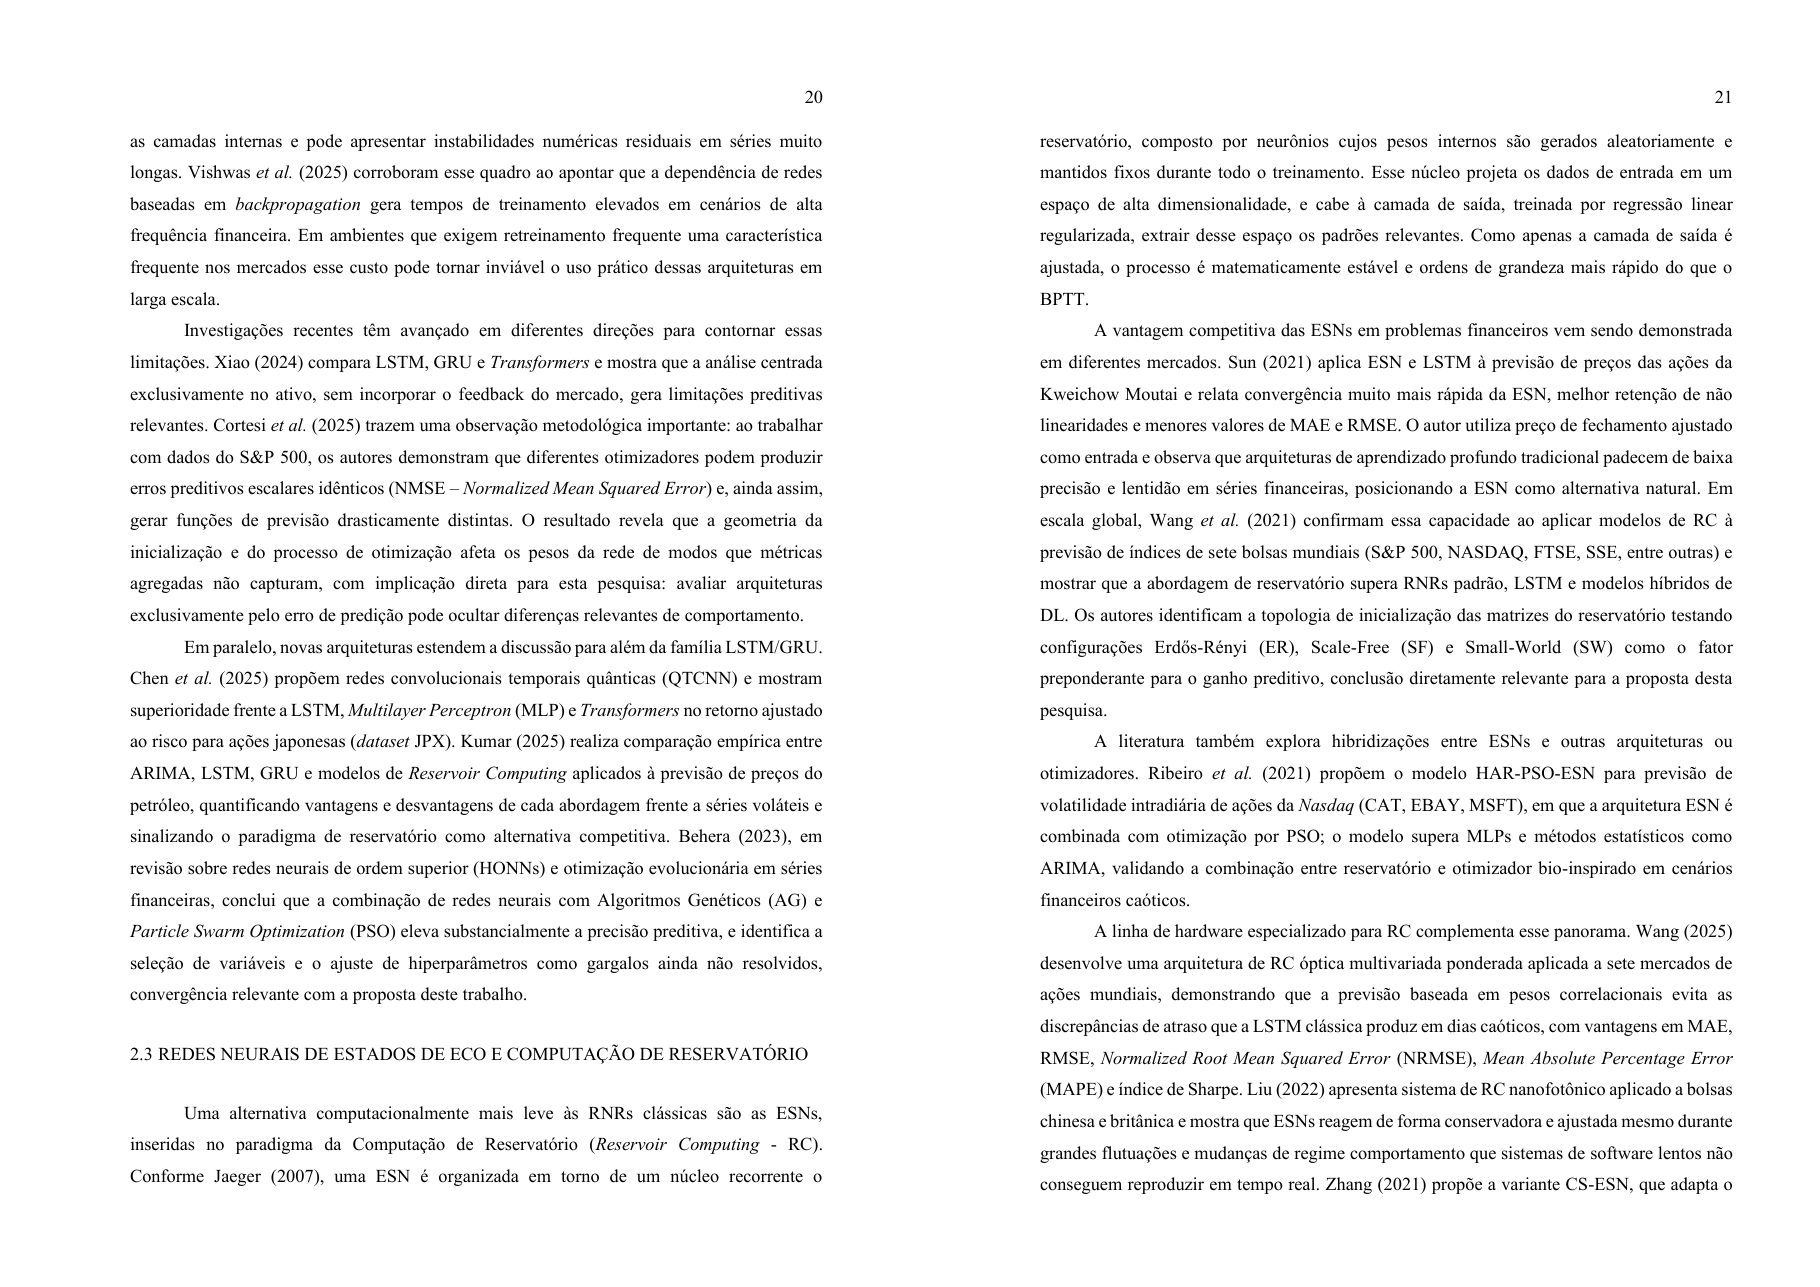 20
as camadas internas e pode apresentar instabilidades numéricas residuais em séries muito
longas. Vishwas et al. (2025) corroboram esse quadro ao apontar que a dependência de redes
baseadas em backpropagation gera tempos de treinamento elevados em cenários de alta
frequência financeira. Em ambientes que exigem retreinamento frequente uma característica
frequente nos mercados esse custo pode tornar inviável o uso prático dessas arquiteturas em
larga escala.
Investigações recentes têm avançado em diferentes direções para contornar essas
limitações. Xiao (2024) compara LSTM, GRU e Transformers e mostra que a análise centrada
exclusivamente no ativo, sem incorporar o feedback do mercado, gera limitações preditivas
relevantes. Cortesi et al. (2025) trazem uma observação metodológica importante: ao trabalhar
com dados do S&P 500, os autores demonstram que diferentes otimizadores podem produzir
erros preditivos escalares idênticos (NMSE – Normalized Mean Squared Error) e, ainda assim,
gerar funções de previsão drasticamente distintas. O resultado revela que a geometria da
inicialização e do processo de otimização afeta os pesos da rede de modos que métricas
agregadas não capturam, com implicação direta para esta pesquisa: avaliar arquiteturas
exclusivamente pelo erro de predição pode ocultar diferenças relevantes de comportamento.
Em paralelo, novas arquiteturas estendem a discussão para além da família LSTM/GRU.
Chen et al. (2025) propõem redes convolucionais temporais quânticas (QTCNN) e mostram
superioridade frente a LSTM, Multilayer Perceptron (MLP) e Transformers no retorno ajustado
ao risco para ações japonesas (dataset JPX). Kumar (2025) realiza comparação empírica entre
ARIMA, LSTM, GRU e modelos de Reservoir Computing aplicados à previsão de preços do
petróleo, quantificando vantagens e desvantagens de cada abordagem frente a séries voláteis e
sinalizando o paradigma de reservatório como alternativa competitiva. Behera (2023), em
revisão sobre redes neurais de ordem superior (HONNs) e otimização evolucionária em séries
financeiras, conclui que a combinação de redes neurais com Algoritmos Genéticos (AG) e
Particle Swarm Optimization (PSO) eleva substancialmente a precisão preditiva, e identifica a
seleção de variáveis e o ajuste de hiperparâmetros como gargalos ainda não resolvidos,
convergência relevante com a proposta deste trabalho.
2.3 REDES NEURAIS DE ESTADOS DE ECO E COMPUTAÇÃO DE RESERVATÓRIO
Uma alternativa computacionalmente mais leve às RNRs clássicas são as ESNs,
inseridas no paradigma da Computação de Reservatório (Reservoir Computing - RC).
Conforme Jaeger (2007), uma ESN é organizada em torno de um núcleo recorrente o
21
reservatório, composto por neurônios cujos pesos internos são gerados aleatoriamente e
mantidos fixos durante todo o treinamento. Esse núcleo projeta os dados de entrada em um
espaço de alta dimensionalidade, e cabe à camada de saída, treinada por regressão linear
regularizada, extrair desse espaço os padrões relevantes. Como apenas a camada de saída é
ajustada, o processo é matematicamente estável e ordens de grandeza mais rápido do que o
BPTT.
A vantagem competitiva das ESNs em problemas financeiros vem sendo demonstrada
em diferentes mercados. Sun (2021) aplica ESN e LSTM à previsão de preços das ações da
Kweichow Moutai e relata convergência muito mais rápida da ESN, melhor retenção de não
linearidades e menores valores de MAE e RMSE. O autor utiliza preço de fechamento ajustado
como entrada e observa que arquiteturas de aprendizado profundo tradicional padecem de baixa
precisão e lentidão em séries financeiras, posicionando a ESN como alternativa natural. Em
escala global, Wang et al. (2021) confirmam essa capacidade ao aplicar modelos de RC à
previsão de índices de sete bolsas mundiais (S&P 500, NASDAQ, FTSE, SSE, entre outras) e
mostrar que a abordagem de reservatório supera RNRs padrão, LSTM e modelos híbridos de
DL. Os autores identificam a topologia de inicialização das matrizes do reservatório testando
configurações Erdős-Rényi (ER), Scale-Free (SF) e Small-World (SW) como o fator
preponderante para o ganho preditivo, conclusão diretamente relevante para a proposta desta
pesquisa.
A literatura também explora hibridizações entre ESNs e outras arquiteturas ou
otimizadores. Ribeiro et al. (2021) propõem o modelo HAR-PSO-ESN para previsão de
volatilidade intradiária de ações da Nasdaq (CAT, EBAY, MSFT), em que a arquitetura ESN é
combinada com otimização por PSO; o modelo supera MLPs e métodos estatísticos como
ARIMA, validando a combinação entre reservatório e otimizador bio-inspirado em cenários
financeiros caóticos.
A linha de hardware especializado para RC complementa esse panorama. Wang (2025)
desenvolve uma arquitetura de RC óptica multivariada ponderada aplicada a sete mercados de
ações mundiais, demonstrando que a previsão baseada em pesos correlacionais evita as
discrepâncias de atraso que a LSTM clássica produz em dias caóticos, com vantagens em MAE,
RMSE, Normalized Root Mean Squared Error (NRMSE), Mean Absolute Percentage Error
(MAPE) e índice de Sharpe. Liu (2022) apresenta sistema de RC nanofotônico aplicado a bolsas
chinesa e britânica e mostra que ESNs reagem de forma conservadora e ajustada mesmo durante
grandes flutuações e mudanças de regime comportamento que sistemas de software lentos não
conseguem reproduzir em tempo real. Zhang (2021) propõe a variante CS-ESN, que adapta o